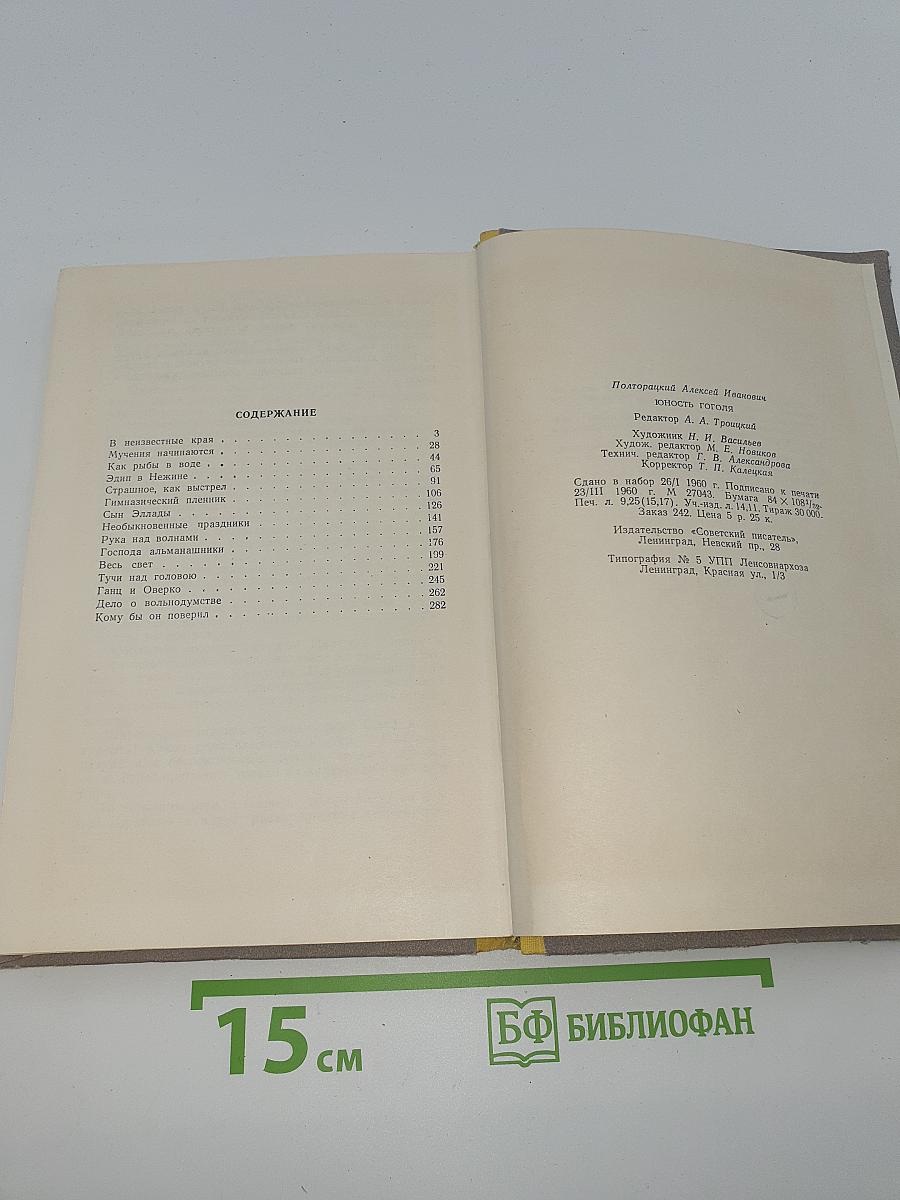 СОДЕРЖАНИЕ
В неизвестные края . . . . . . . . . . . . . . . . 3
Мучения начинаются . . . . . . . . . . . . . . . . 28
Как рыбы в воде . . . . . . . . . . . . . . . . 44
Эдип в Нежине . . . . . . . . . . . . . . . . 65
Страшное, как выстрел . . . . . . . . . . . . . . . 91
Гимназический пленник . . . . . . . . . . . . . . . 106
Сын Эллады . . . . . . . . . . . . . . . . . 126
Необыкновенные праздники . . . . . . . . . . . . . 141
Рука над волнами . . . . . . . . . . . . . . . . 157
Господа альманашники . . . . . . . . . . . . . . . 176
Весь свет . . . . . . . . . . . . . . . . . . 199
Тучи над головою . . . . . . . . . . . . . . . . 221
Ганц и Оверко . . . . . . . . . . . . . . . . . 245
Дело о вольнодумстве . . . . . . . . . . . . . . . 262
Кому бы он поверил . . . . . . . . . . . . . . . . 282
Полторацкий Алексей Иванович
ЮНОСТЬ ГОГОЛЯ
Редактор А. А. Троицкий
Художник Н. И. Васильев
Худож. редактор М. Е. Новиков
Технич. редактор Г. В. Александрова
Корректор Т. П. Калецкая
Сдано в набор 26/I 1960 г. Подписано к печати
23/III 1960 г. М 27043. Бумага 84 × 108 1/32.
Печ. л. 9,25 (15,17). Уч.-изд. л. 14,11. Тираж 30 000.
Заказ 242. Цена 5 р. 25 к.
Издательство «Советский писатель»,
Ленинград, Невский пр., 28
Типография № 5 УПП Ленсовнархоза
Ленинград, Красная ул., 1/3
15 см
БФ БИБЛИОФАН